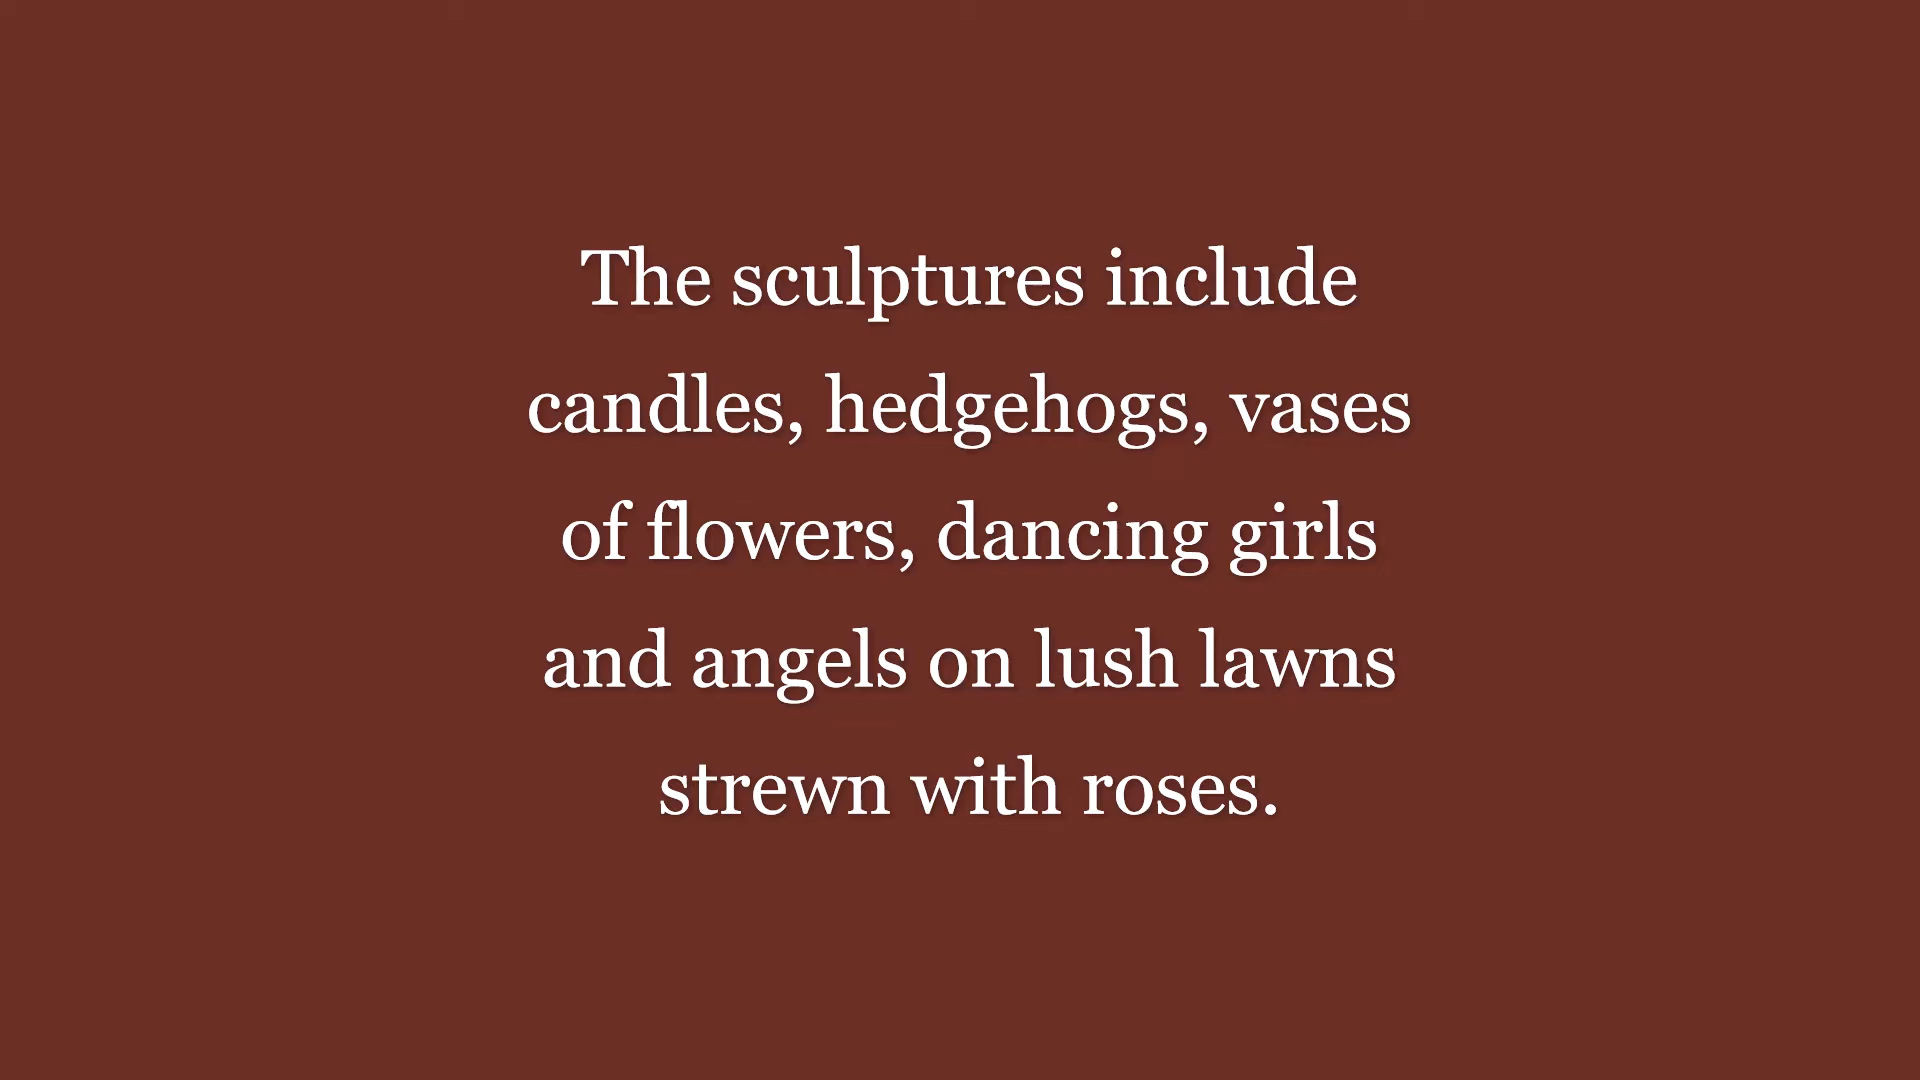 The sculptures include
candles, hedgehogs, vases
of flowers, dancing girls
and angels on lush lawns
strewn with roses.